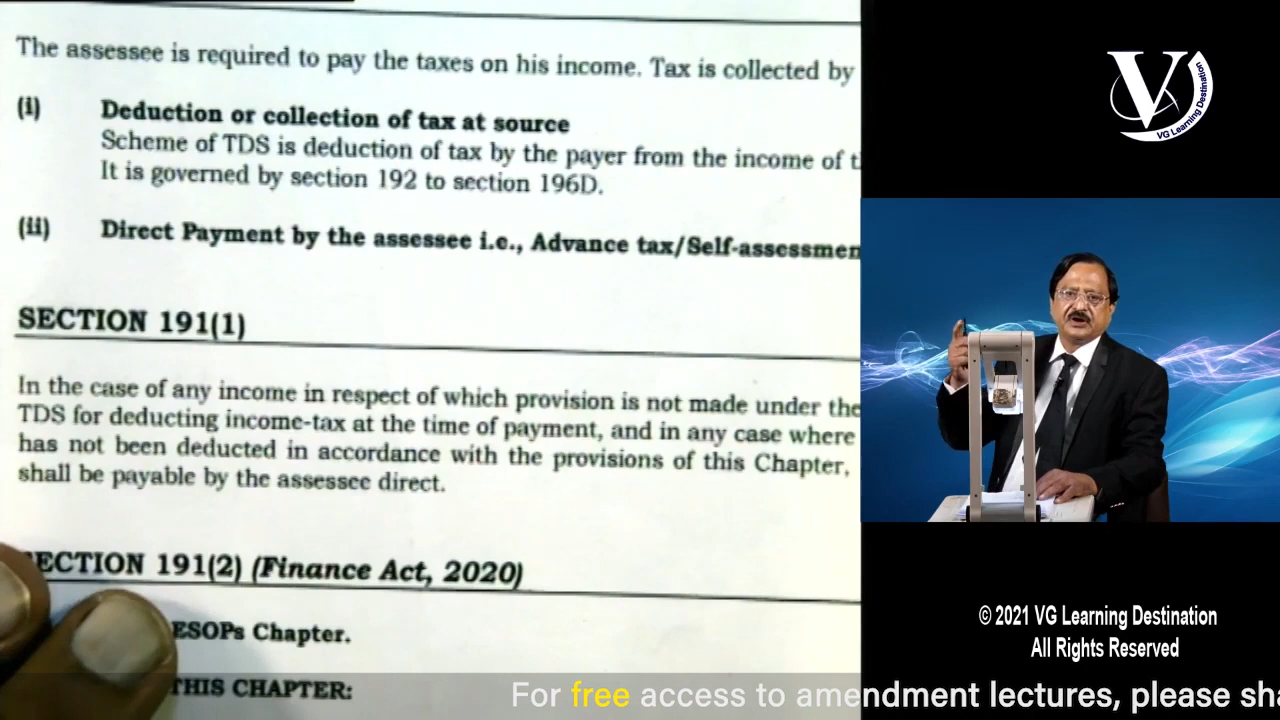 The assessee is required to pay the taxes on his income. Tax is collected by
(i) Deduction or collection of tax at source
Scheme of TDS is deduction of tax by the payer from the income of
It is governed by section 192 to section 196D.
(ii) Direct Payment by the assessee i.e., Advance tax/Self-assessmen
SECTION 191(1)
In the case of any income in respect of which provision is not made under the
TDS for deducting income-tax at the time of payment, and in any case where
has not been deducted in accordance with the provisions of this Chapter,
shall be payable by the assessee direct.
ECTION 191(2) (Finance Act, 2020)
ESOPs Chapter.
THIS CHAPTER:
V
VG Learning Destination
© 2021 VG Learning Destination
All Rights Reserved
For free access to amendment lectures, please sh